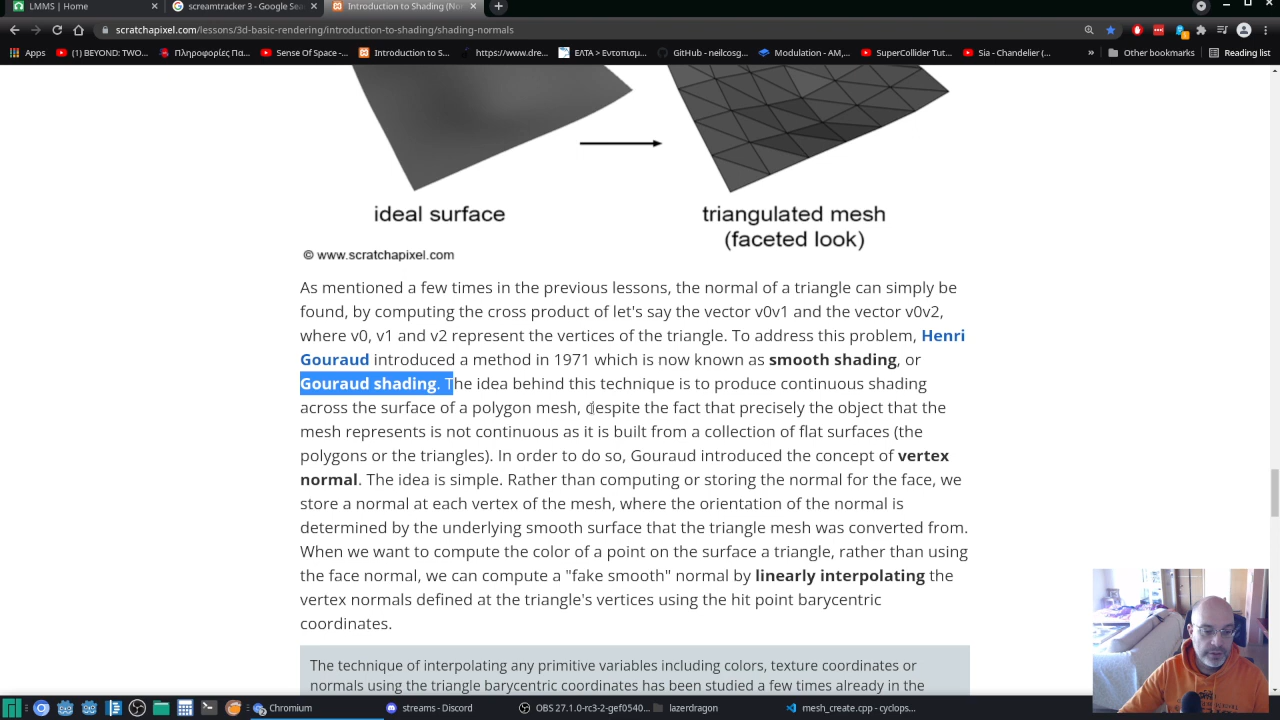 LMMS | Home
screamtracker 3 - Google Sea
Introduction to Shading (Nor
scratchapixel.com/lessons/3d-basic-rendering/introduction-to-shading/shading-normals
Apps
(1) BEYOND: TWO...
Πληροφορίες Πα...
Sense Of Space -...
Introduction to S...
https://www.dre...
ΕΛΤΑ > Εντοπισμ...
GitHub - neilcosg...
Modulation - AM,...
SuperCollider Tut...
Sia - Chandelier (...
»
Other bookmarks
Reading list
ideal surface
triangulated mesh
(faceted look)
© www.scratchapixel.com
As mentioned a few times in the previous lessons, the normal of a triangle can simply be
found, by computing the cross product of let's say the vector v0v1 and the vector v0v2,
where v0, v1 and v2 represent the vertices of the triangle. To address this problem, Henri
Gouraud introduced a method in 1971 which is now known as smooth shading, or
Gouraud shading. The idea behind this technique is to produce continuous shading
across the surface of a polygon mesh, despite the fact that precisely the object that the
mesh represents is not continuous as it is built from a collection of flat surfaces (the
polygons or the triangles). In order to do so, Gouraud introduced the concept of vertex
normal. The idea is simple. Rather than computing or storing the normal for the face, we
store a normal at each vertex of the mesh, where the orientation of the normal is
determined by the underlying smooth surface that the triangle mesh was converted from.
When we want to compute the color of a point on the surface a triangle, rather than using
the face normal, we can compute a "fake smooth" normal by linearly interpolating the
vertex normals defined at the triangle's vertices using the hit point barycentric
coordinates.
The technique of interpolating any primitive variables including colors, texture coordinates or
normals using the triangle barycentric coordinates has been studied a few times already in the
Chromium
streams - Discord
OBS 27.1.0-rc3-2-gef0540...
lazerdragon
mesh_create.cpp - cyclops...